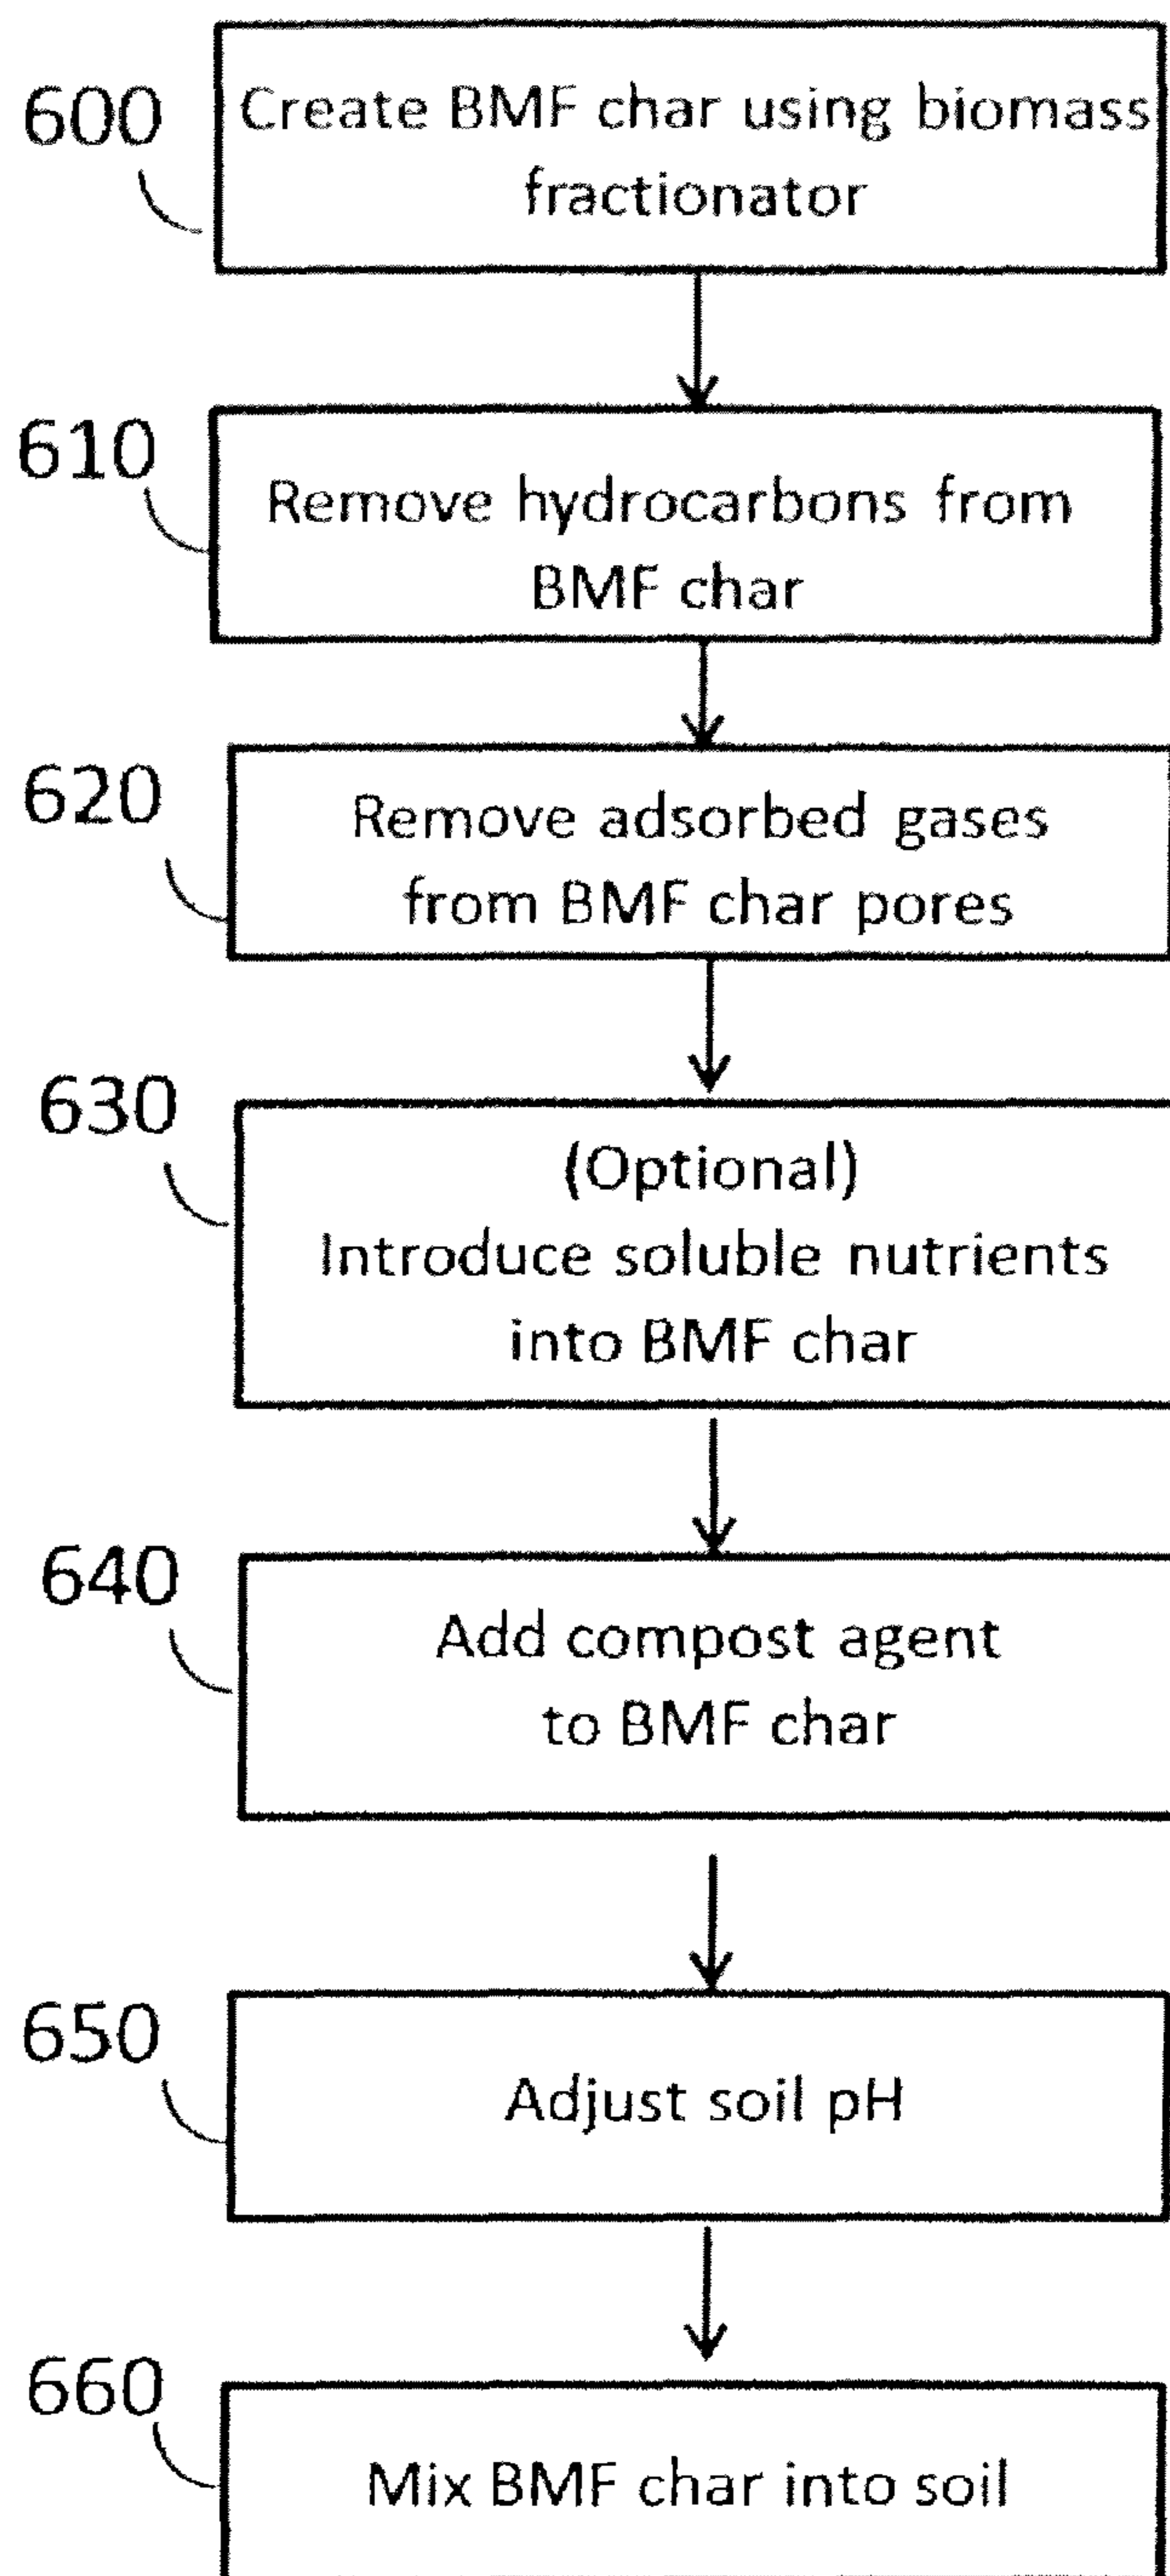 600
Create BMF char using biomass
fractionator
610
Remove hydrocarbons from
BMF char
620
Remove adsorbed gases
from BMF char pores
630
(Optional)
Introduce soluble nutrients
into BMF char
640
Add compost agent
to BMF char
650
Adjust soil pH
660
Mix BMF char into soil